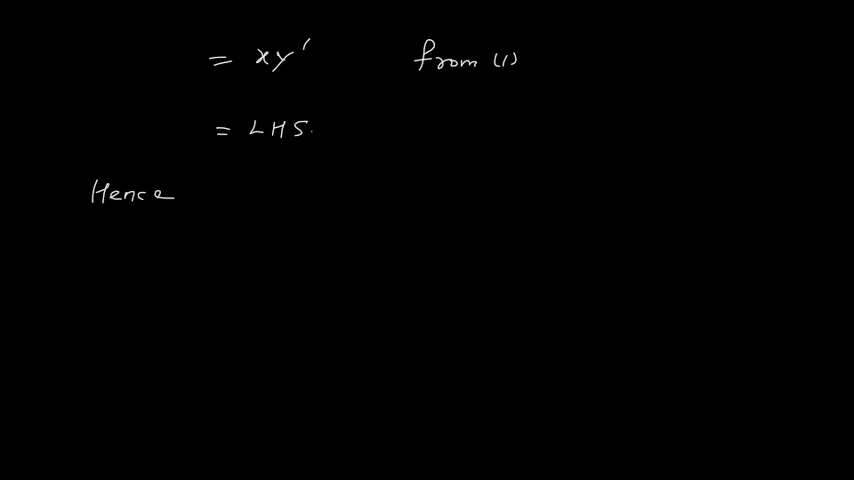 = xy' from (1)
= LHS.
Hence